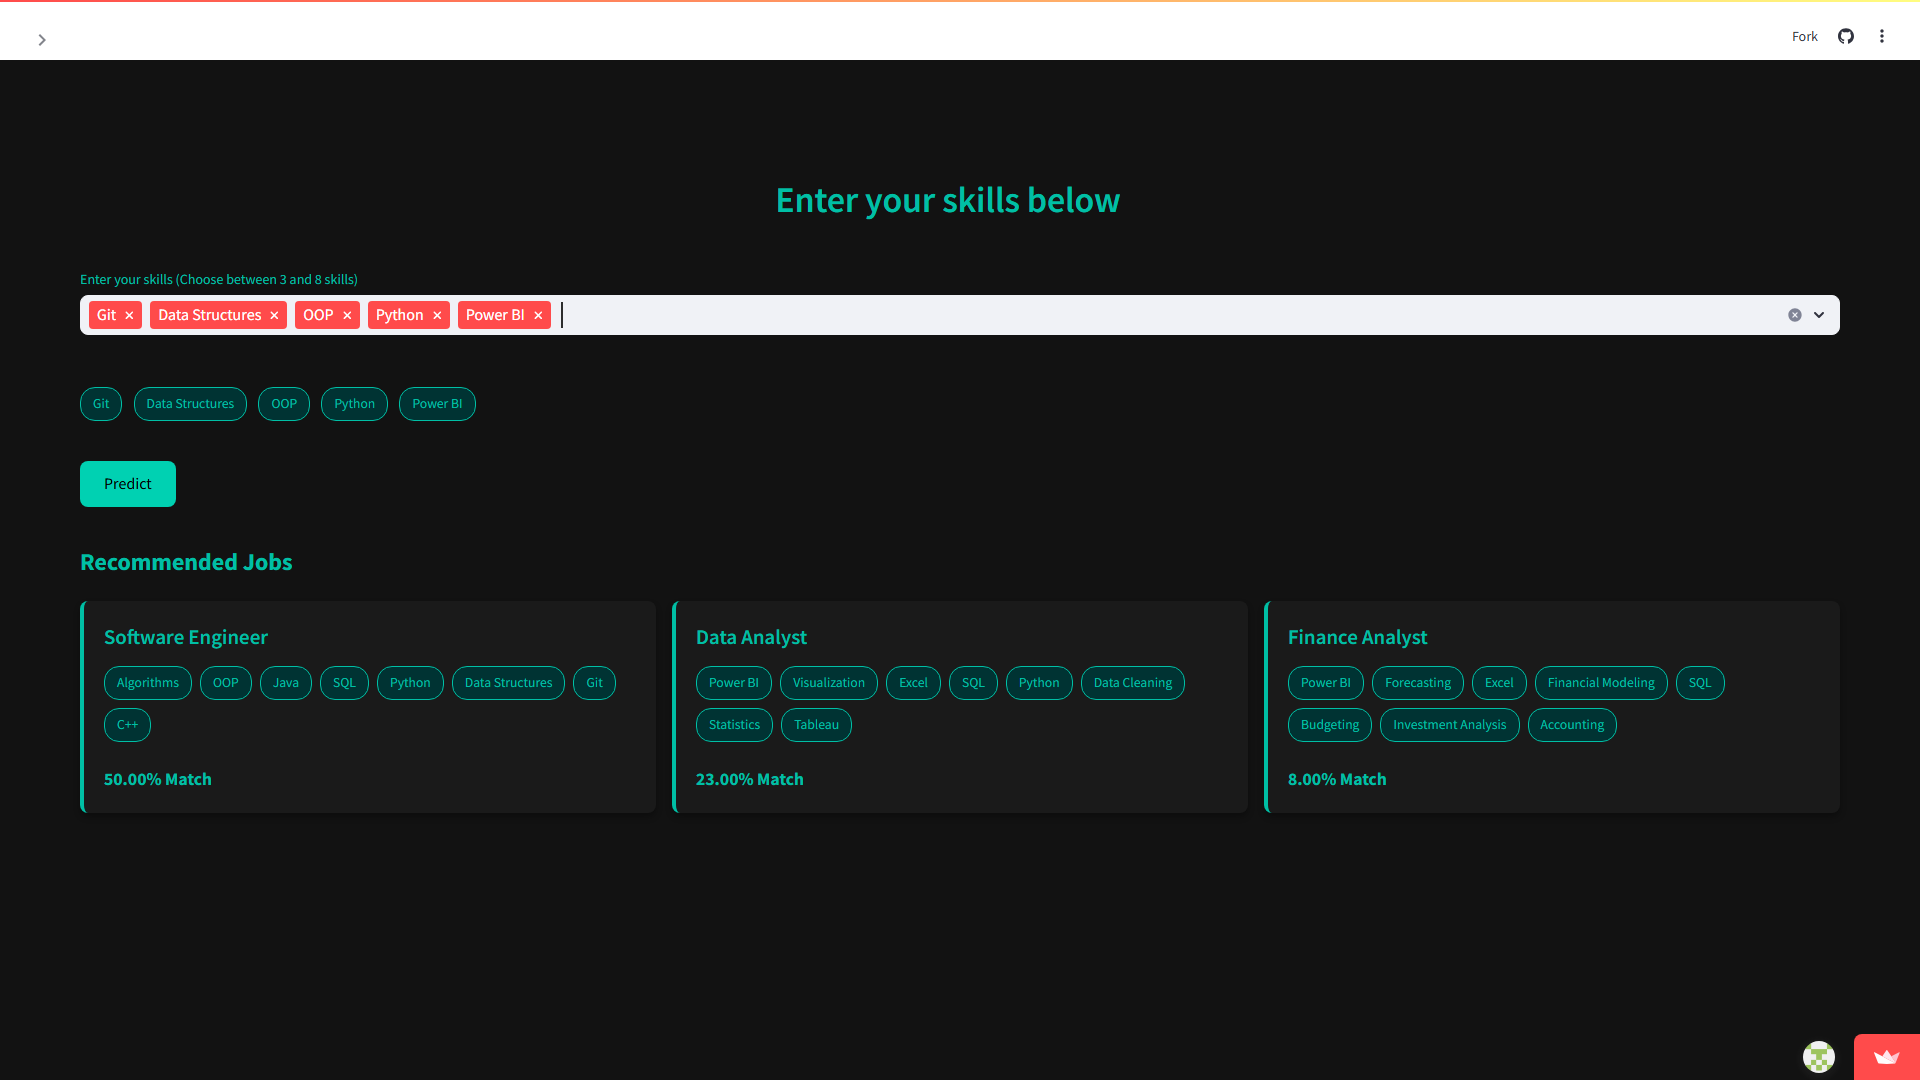 Fork
Enter your skills below
Enter your skills (Choose between 3 and 8 skills)
Git Data Structures OOP Python Power BI
Git Data Structures OOP Python Power BI
Predict
Recommended Jobs
Software Engineer
Algorithms OOP Java SQL Python Data Structures Git
C++
50.00% Match
Data Analyst
Power BI Visualization Excel SQL Python Data Cleaning
Statistics Tableau
23.00% Match
Finance Analyst
Power BI Forecasting Excel Financial Modeling SQL
Budgeting Investment Analysis Accounting
8.00% Match